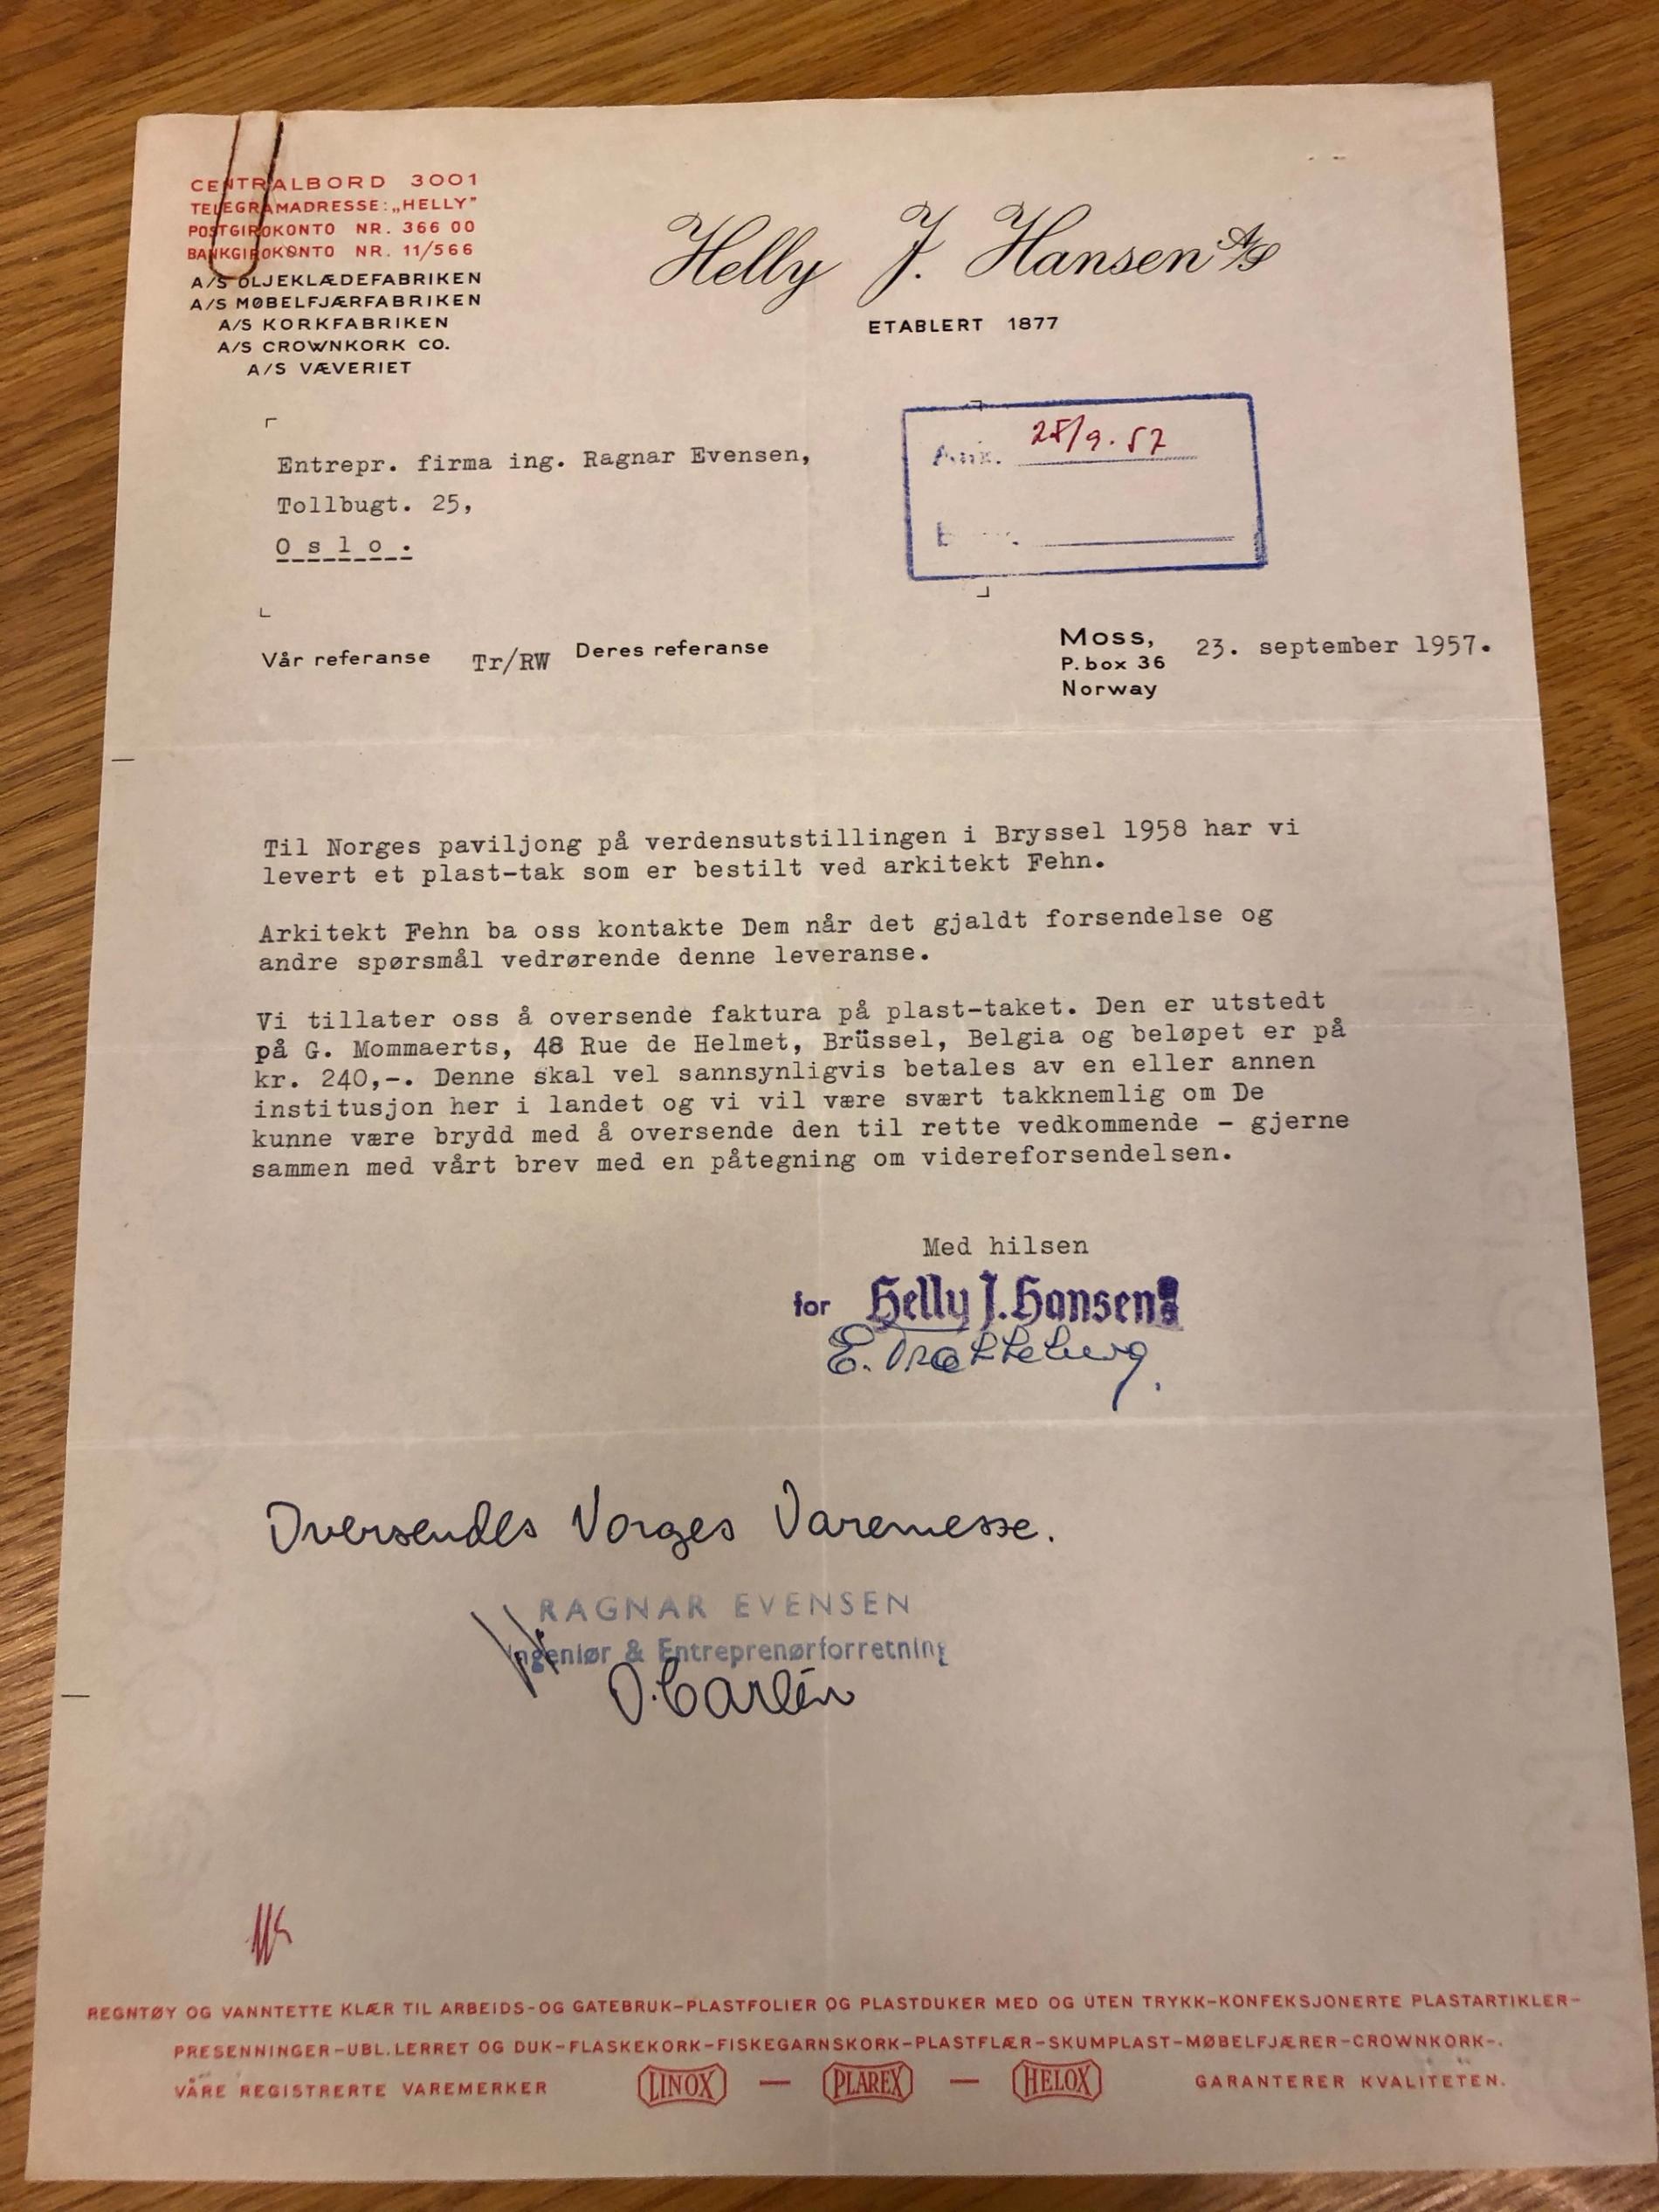 CENTRALBORD 3001
TELEGRAMADRESSE: „HELLY"
POSTGIROKONTO NR. 366 00
BANKGIROKONTO NR. 11/566
A/S OLJEKLÆDEFABRIKEN
A/S MØBELFJÆRFABRIKEN
A/S KORKFABRIKEN
A/S CROWNKORK CO.
A/S VÆVERIET
Helly J. Hansen A/S
ETABLERT 1877
Entrepr. firma ing. Ragnar Evensen,
Tollbugt. 25,
O s l o .
Ank. 25/9.57
Vår referanse Tr/RW Deres referanse
Moss, 23. september 1957.
P. box 36
Norway
Til Norges paviljong på verdensutstillingen i Bryssel 1958 har vi
levert et plast-tak som er bestilt ved arkitekt Fehn.
Arkitekt Fehn ba oss kontakte Dem når det gjaldt forsendelse og
andre spørsmål vedrørende denne leveranse.
Vi tillater oss å oversende faktura på plast-taket. Den er utstedt
på G. Mommaerts, 48 Rue de Helmet, Brüssel, Belgia og beløpet er på
kr. 240,-. Denne skal vel sannsynligvis betales av en eller annen
institusjon her i landet og vi vil være svært takknemlig om De
kunne være brydd med å oversende den til rette vedkommende - gjerne
sammen med vårt brev med en påtegning om videreforsendelsen.
Med hilsen
for Helly J. Hansen
E. Trætteberg
Oversendes Norges Varemesse.
RAGNAR EVENSEN
Ingeniør & Entreprenørforretning
O. Carlén
REGNTØY OG VANNTETTE KLÆR TIL ARBEIDS-OG GATEBRUK-PLASTFOLIER OG PLASTDUKER MED OG UTEN TRYKK-KONFEKSJONERTE PLASTARTIKLER-
PRESENNINGER-UBL. LERRET OG DUK-FLASKEKORK-FISKEGARNSKORK-PLASTFLÆR-SKUMPLAST-MØBELFJÆRER-CROWNKORK-.
VÅRE REGISTRERTE VAREMERKER LINOX — PLAREX — HELOX GARANTERER KVALITETEN.